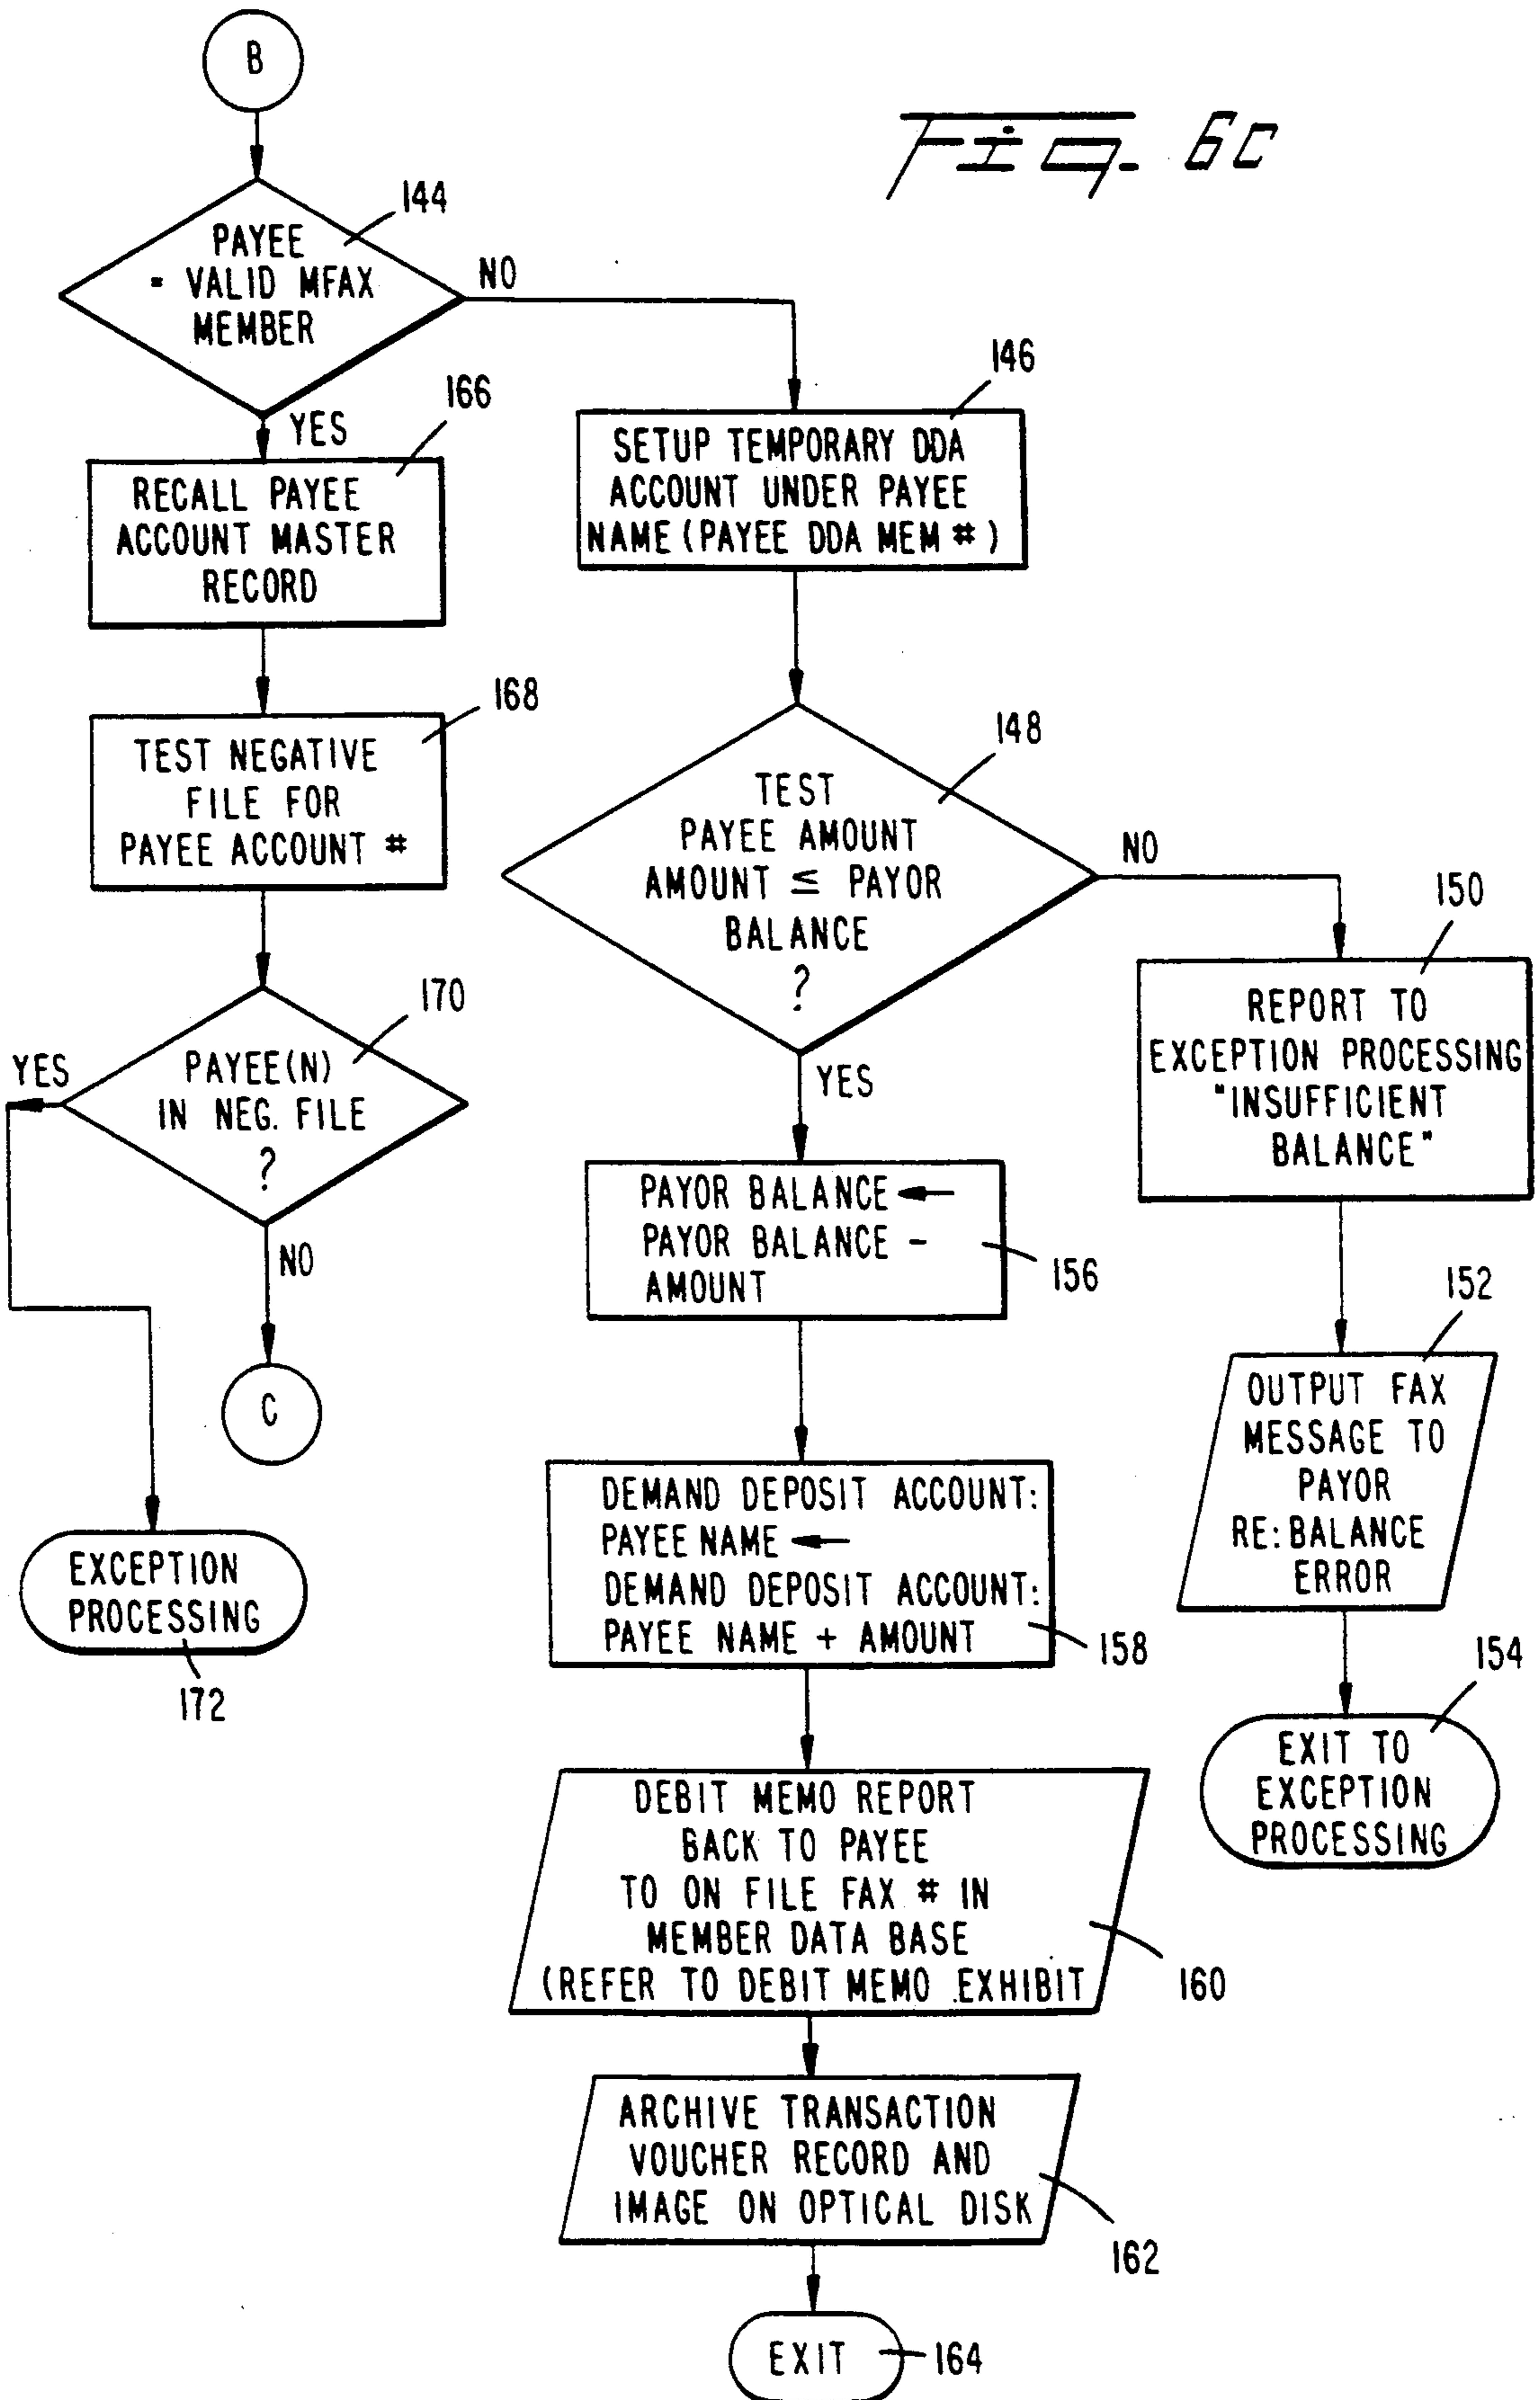 B
Fig. 6C
144
PAYEE
= VALID MFAX
MEMBER
NO
YES
166
RECALL PAYEE
ACCOUNT MASTER
RECORD
168
TEST NEGATIVE
FILE FOR
PAYEE ACCOUNT #
170
YES
PAYEE(N)
IN NEG. FILE
?
NO
C
EXCEPTION
PROCESSING
172
146
SETUP TEMPORARY DDA
ACCOUNT UNDER PAYEE
NAME (PAYEE DDA MEM #)
148
TEST
PAYEE AMOUNT
AMOUNT ≤ PAYOR
BALANCE
?
NO
YES
PAYOR BALANCE ←
PAYOR BALANCE -
AMOUNT
156
DEMAND DEPOSIT ACCOUNT:
PAYEE NAME ←
DEMAND DEPOSIT ACCOUNT:
PAYEE NAME + AMOUNT
158
DEBIT MEMO REPORT
BACK TO PAYEE
TO ON FILE FAX # IN
MEMBER DATA BASE
(REFER TO DEBIT MEMO EXHIBIT
160
ARCHIVE TRANSACTION
VOUCHER RECORD AND
IMAGE ON OPTICAL DISK
162
EXIT
164
150
REPORT TO
EXCEPTION PROCESSING
"INSUFFICIENT
BALANCE"
152
OUTPUT FAX
MESSAGE TO
PAYOR
RE: BALANCE
ERROR
154
EXIT TO
EXCEPTION
PROCESSING